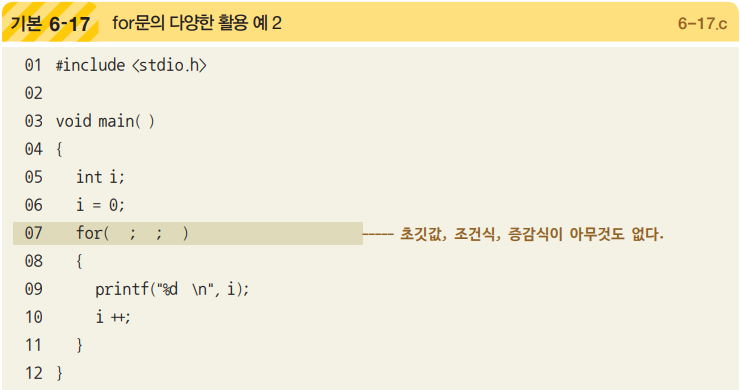 기본 6-17 for문의 다양한 활용 예 2 6-17.c
01 #include <stdio.h>
02
03 void main( )
04 {
05 int i;
06 i = 0;
07 for( ; ; ) ----- 초깃값, 조건식, 증감식이 아무것도 없다.
08 {
09 printf("%d \n", i);
10 i ++;
11 }
12 }